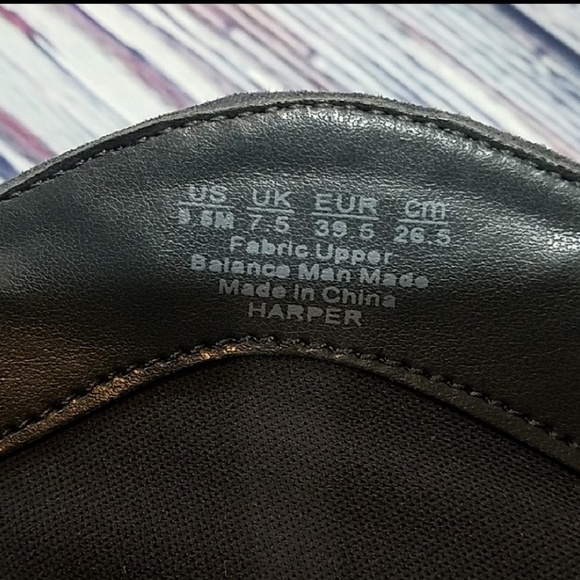 US UK EUR cm
9.5M 7.5 39.5 26.5
Fabric Upper
Balance Man Made
Made in China
HARPER